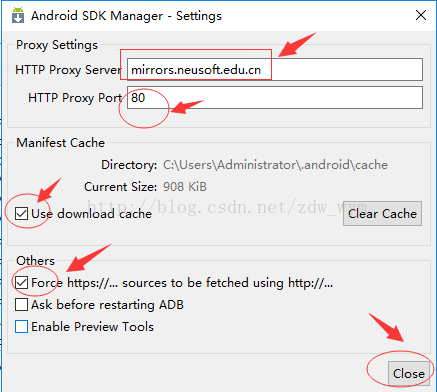 Android SDK Manager - Settings
Proxy Settings
HTTP Proxy Server mirrors.neusoft.edu.cn
HTTP Proxy Port 80
Manifest Cache
Directory: C:\Users\Administrator\.android\cache
Current Size: 908 KiB
Use download cache Clear Cache
http://blog.csdn.net/zdw_wym
Others
Force https://... sources to be fetched using http://...
Ask before restarting ADB
Enable Preview Tools
Close